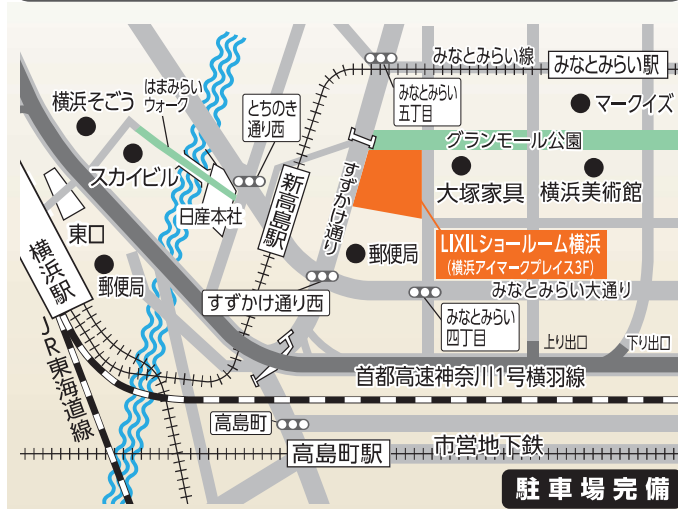 みなとみらい線
みなとみらい駅
はまみらい
ウォーク
横浜そごう
とちのき
通り西
みなとみらい
五丁目
マークイズ
グランモール公園
スカイビル
新高島駅
すずかけ通り
大塚家具
横浜美術館
日産本社
東口
横浜駅
郵便局
郵便局
LIXILショールーム横浜
(横浜アイマークプレイス3F)
すずかけ通り西
みなとみらい大通り
みなとみらい
四丁目
上り出口
下り出口
JR東海道線
首都高速神奈川1号横羽線
高島町
高島町駅
市営地下鉄
駐車場完備